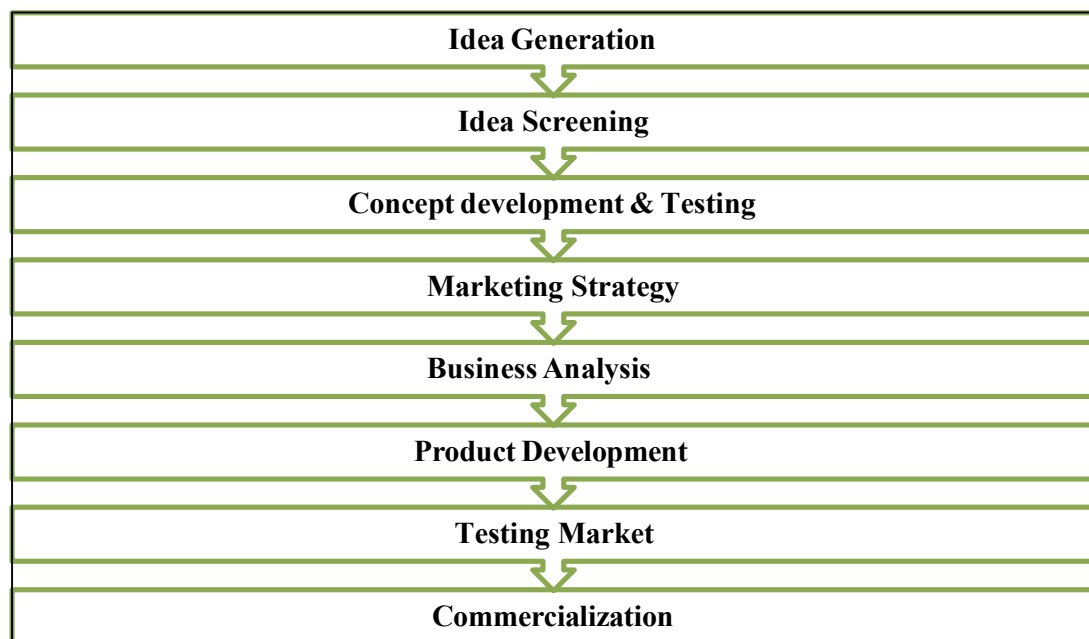 Idea Generation
Idea Screening
Concept development & Testing
Marketing Strategy
Business Analysis
Product Development
Testing Market
Commercialization